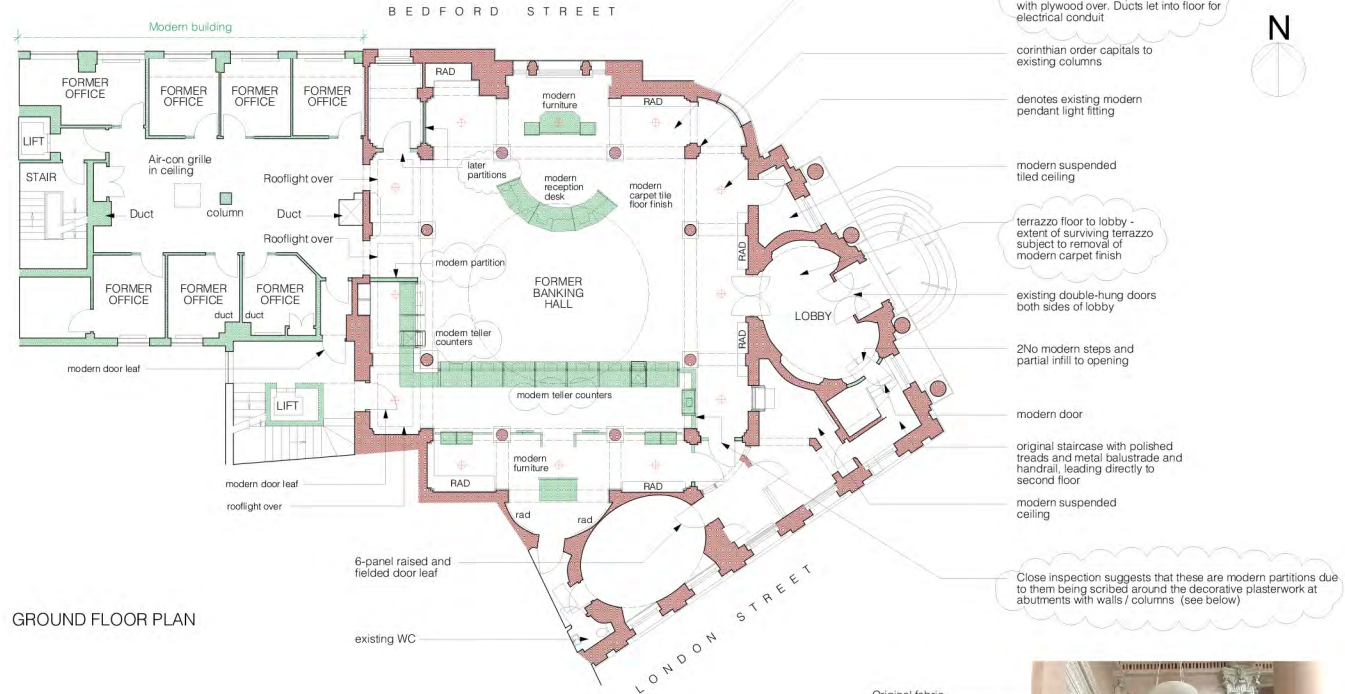 BEDFORD STREET
Modern building
with plywood over. Ducts let into floor for
electrical conduit
N
corinthian order capitals to
existing columns
denotes existing modern
pendant light fitting
modern suspended
tiled ceiling
terrazzo floor to lobby -
extent of surviving terrazzo
subject to removal of
modern carpet finish
existing double-hung doors
both sides of lobby
2No modern steps and
partial infill to opening
modern door
original staircase with polished
treads and metal balustrade and
handrail, leading directly to
second floor
modern suspended
ceiling
Close inspection suggests that these are modern partitions due
to them being scribed around the decorative plasterwork at
abutments with walls / columns (see below)
FORMER
OFFICE
FORMER
OFFICE
FORMER
OFFICE
FORMER
OFFICE
LIFT
STAIR
Air-con grille
in ceiling
Duct
column
Rooflight over
Duct
Rooflight over
FORMER
OFFICE
FORMER
OFFICE
FORMER
OFFICE
duct
duct
modern door leaf
LIFT
modern door leaf
rooflight over
RAD
modern
furniture
RAD
later
partitions
modern
reception
desk
modern
carpet tile
floor finish
modern partition
FORMER
BANKING
HALL
RAD
LOBBY
RAD
modern teller
counters
modern teller counters
modern
furniture
RAD
RAD
rad
rad
6-panel raised and
fielded door leaf
existing WC
LONDON STREET
GROUND FLOOR PLAN